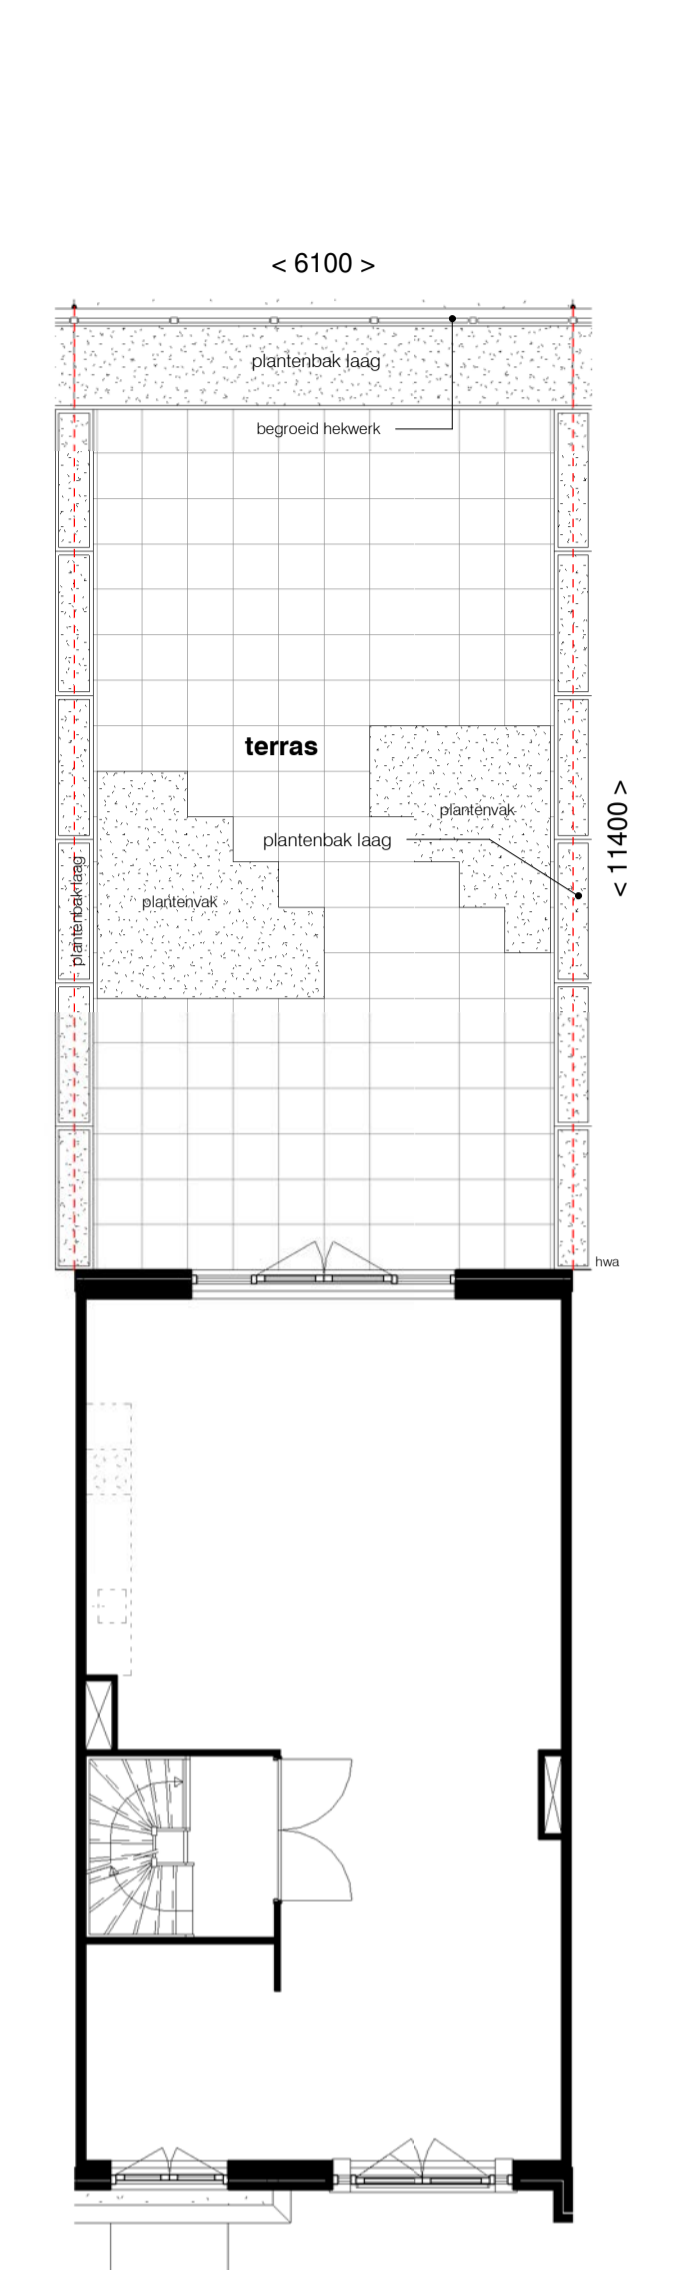 < 6100 >
plantenbak laag
begroeid hekwerk
terras
plantenvak
plantenbak laag
< 11400 >
plantenbak laag
plantenvak
hwa